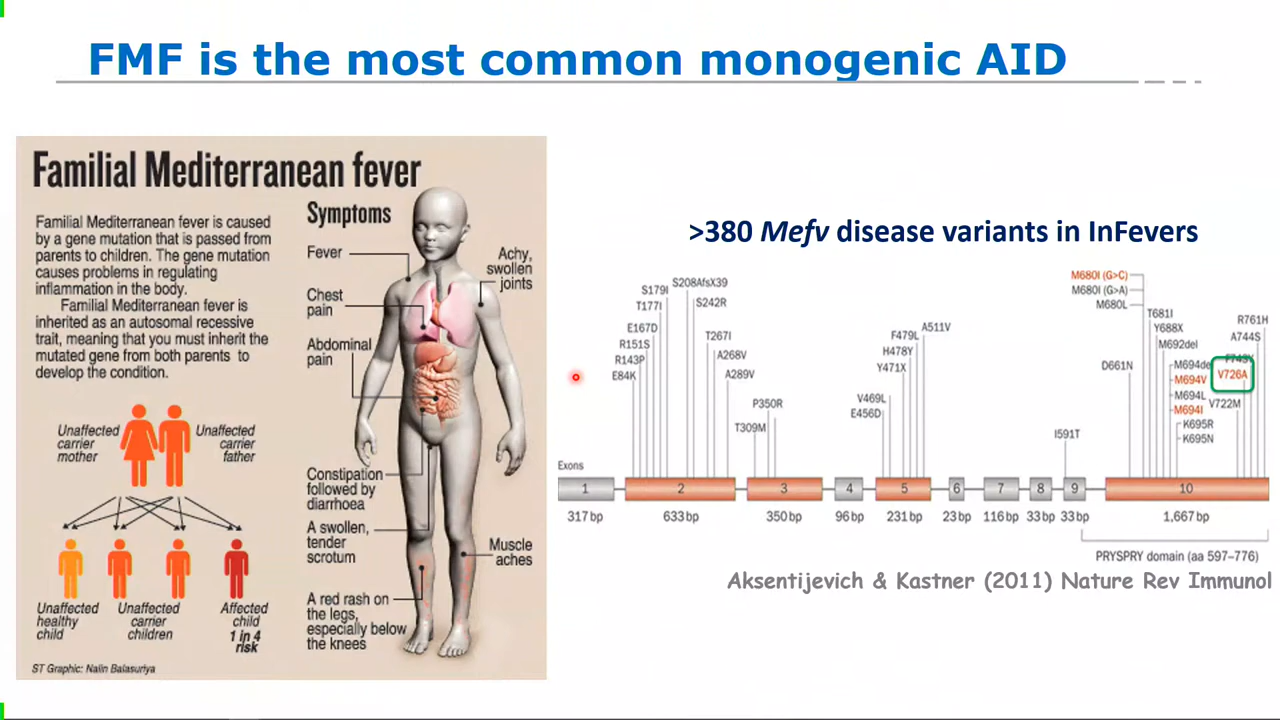 FMF is the most common monogenic AID
Familial Mediterranean fever
Familial Mediterranean fever is caused
by a gene mutation that is passed from
parents to children. The gene mutation
causes problems in regulating
inflammation in the body.
Familial Mediterranean fever is
inherited as an autosomal recessive
trait, meaning that you must inherit the
mutated gene from both parents to
develop the condition.
Unaffected
carrier
mother
Unaffected
carrier
father
Unaffected
healthy
child
Unaffected
carrier
children
Affected
child
1 in 4
risk
ST Graphic: Nalin Balasuriya
Symptoms
Fever
Chest
pain
Abdominal
pain
Constipation
followed by
diarrhoea
A swollen,
tender
scrotum
A red rash on
the legs,
especially below
the knees
Achy,
swollen
joints
Muscle
aches
>380 Mefv disease variants in InFevers
S208AfsX39
S179I
T177I
S242R
E167D
R151S
R143P
E84K
T267I
A268V
A289V
P350R
T309M
A511V
F479L
H478Y
Y471X
V469L
E456D
I591T
M680I (G>C)
M680I (G>A)
M680L
T681I
Y688X
M692del
D661N
M694de
M694V
M694L
M694I
K695R
K695N
R761H
A744S
F743Y
V726A
V722M
Exons
1 2 3 4 5 6 7 8 9 10
317 bp 633 bp 350 bp 96 bp 231 bp 23 bp 116 bp 33 bp 33 bp 1,667 bp
PRYSPRY domain (aa 597–776)
Aksentijevich & Kastner (2011) Nature Rev Immunol